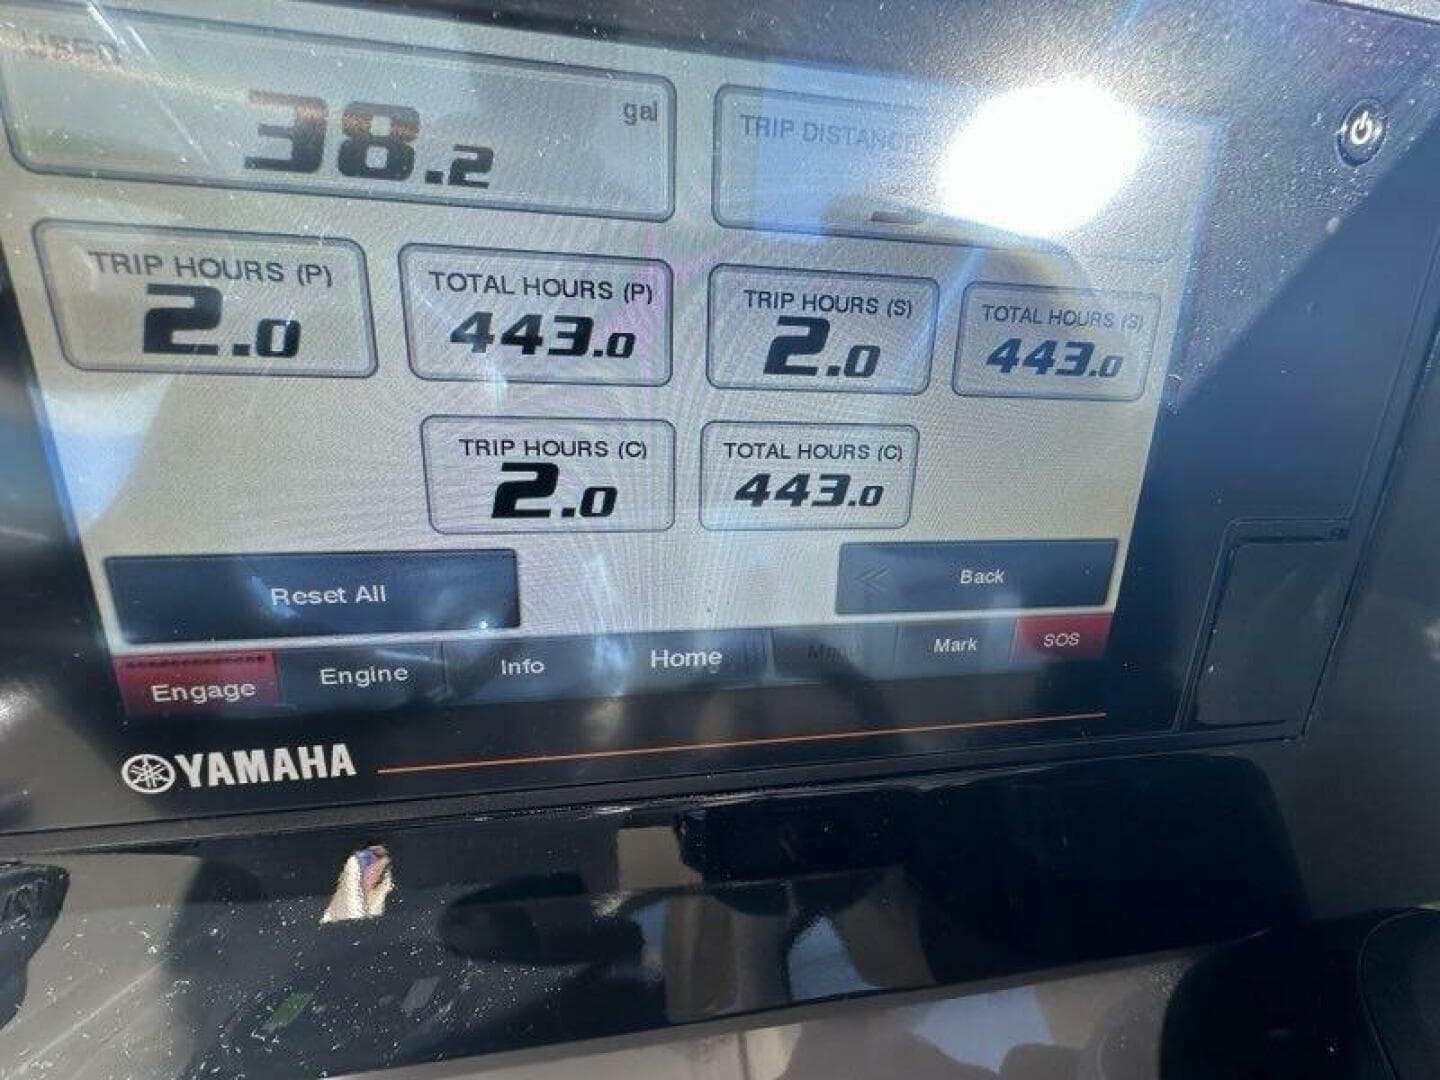 USED
38.2 gal
TRIP DISTANCE
TRIP HOURS (P)
2.0
TOTAL HOURS (P)
443.0
TRIP HOURS (S)
2.0
TOTAL HOURS (S)
443.0
TRIP HOURS (C)
2.0
TOTAL HOURS (C)
443.0
Reset All
Back
Engage
Engine
Info
Home
Menu
Mark
SOS
YAMAHA